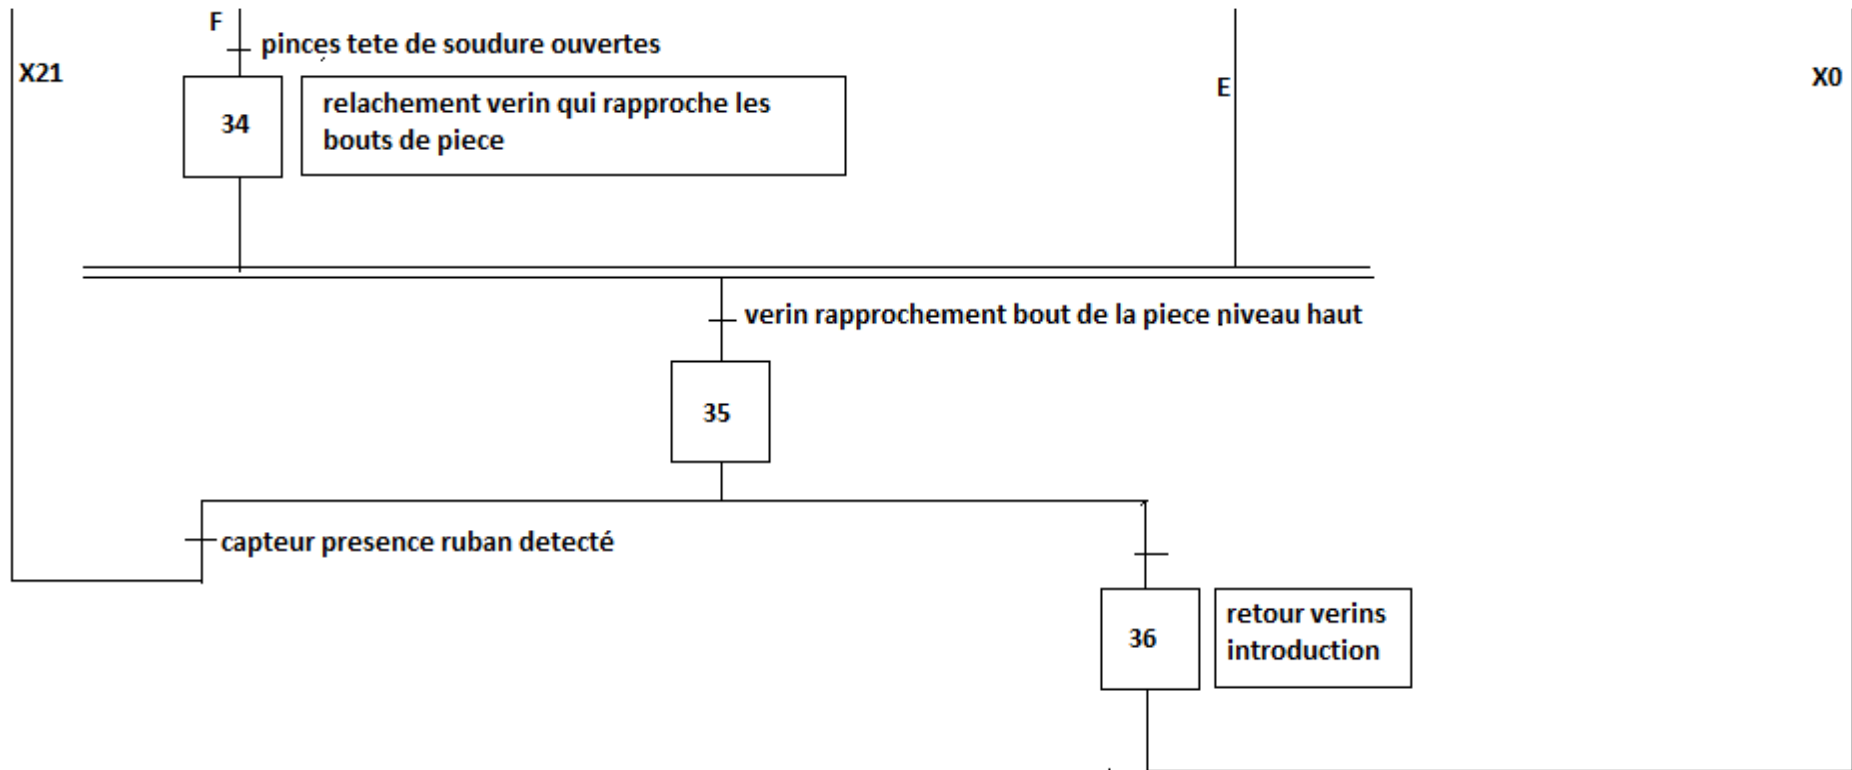 F
pinces tete de soudure ouvertes
X21
X0
E
34
relachement verin qui rapproche les
bouts de piece
verin rapprochement bout de la piece niveau haut
35
capteur presence ruban detecté
36
retour verins
introduction